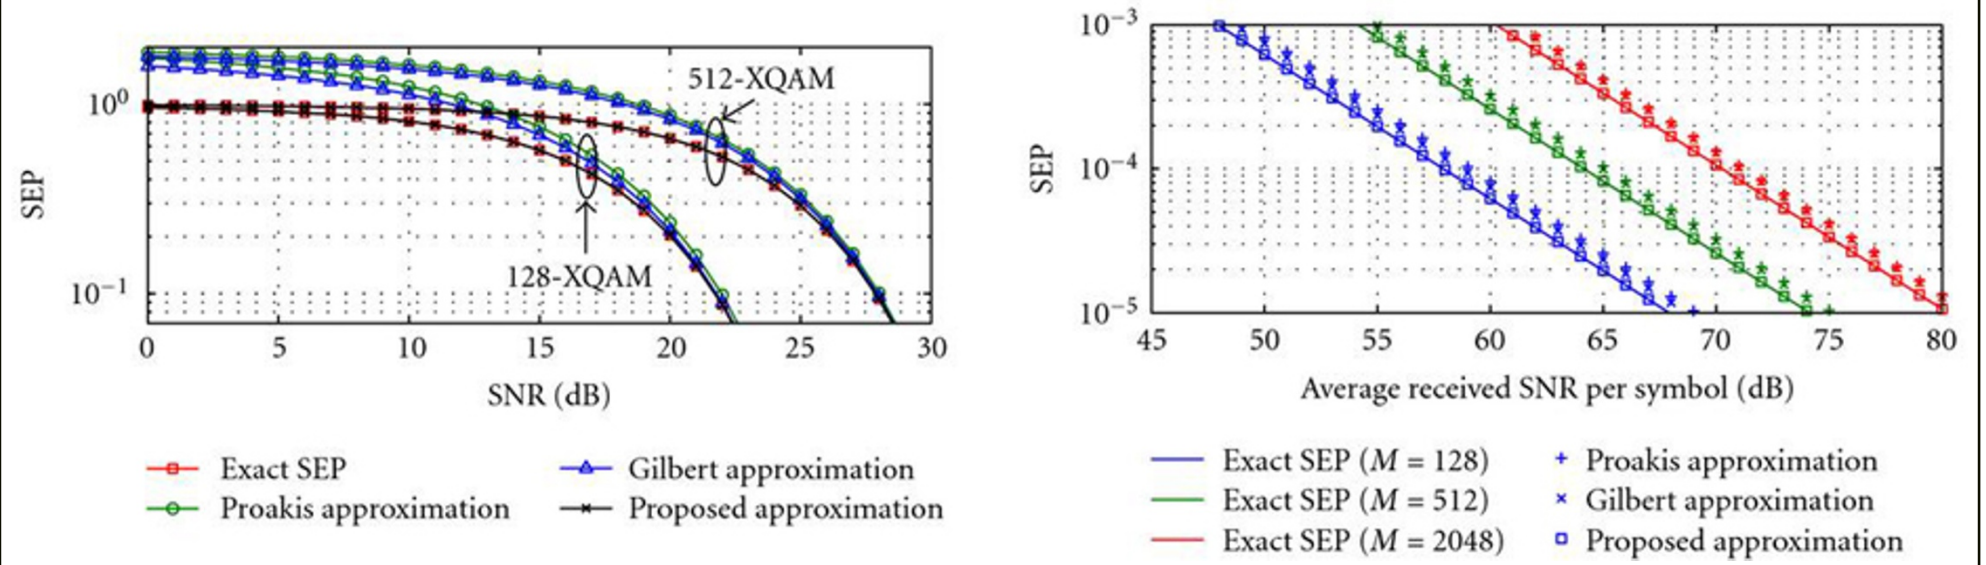 SEP
10⁰
10⁻¹
512-XQAM
128-XQAM
0 5 10 15 20 25 30
SNR (dB)
Exact SEP
Proakis approximation
Gilbert approximation
Proposed approximation
SEP
10⁻³
10⁻⁴
10⁻⁵
45 50 55 60 65 70 75 80
Average received SNR per symbol (dB)
Exact SEP (M = 128)
Exact SEP (M = 512)
Exact SEP (M = 2048)
Proakis approximation
Gilbert approximation
Proposed approximation